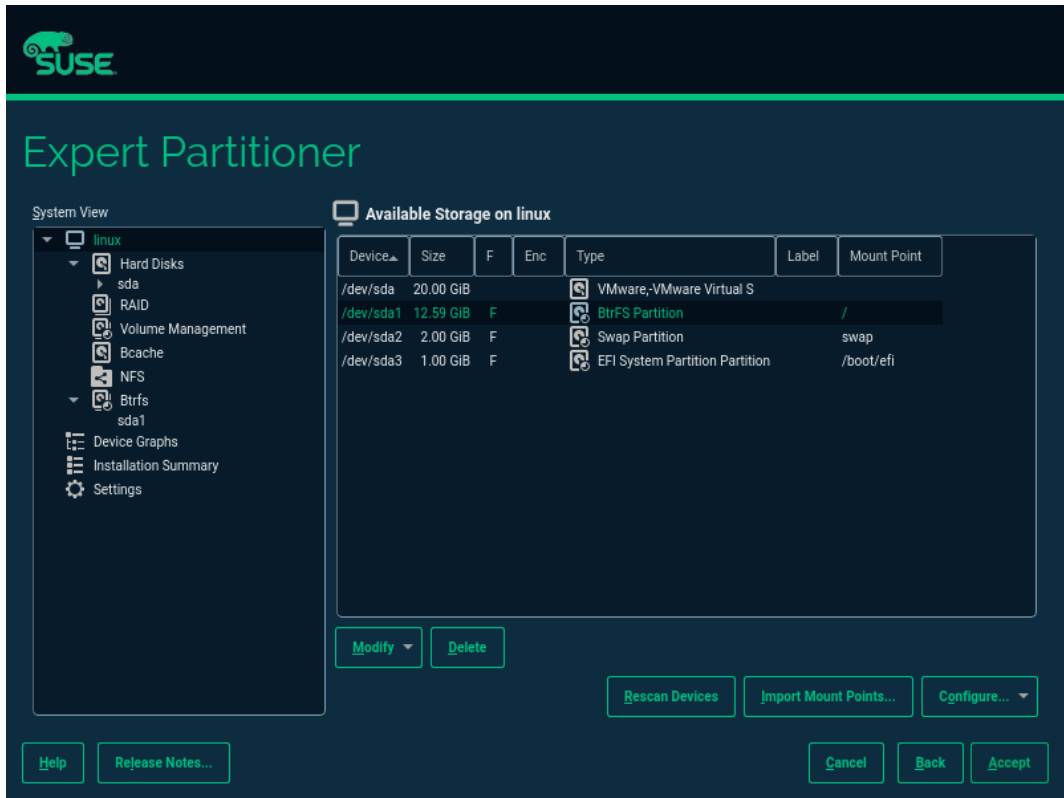 SUSE
Expert Partitioner
System View
linux
Hard Disks
sda
RAID
Volume Management
Bcache
NFS
Btrfs
sda1
Device Graphs
Installation Summary
Settings
Available Storage on linux
Device Size F Enc Type Label Mount Point
/dev/sda 20.00 GiB VMware,-VMware Virtual S
/dev/sda1 12.59 GiB F BtrFS Partition /
/dev/sda2 2.00 GiB F Swap Partition swap
/dev/sda3 1.00 GiB F EFI System Partition Partition /boot/efi
Modify Delete
Rescan Devices Import Mount Points... Configure...
Help Release Notes... Cancel Back Accept